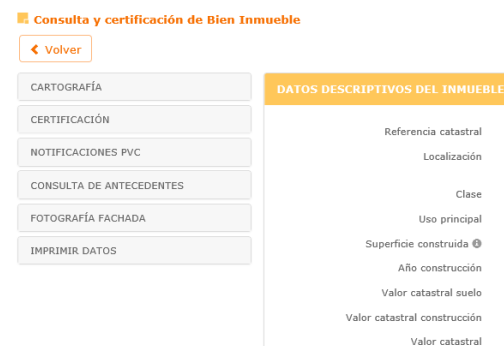 Consulta y certificación de Bien Inmueble
Volver
CARTOGRAFÍA
CERTIFICACIÓN
NOTIFICACIONES PVC
CONSULTA DE ANTECEDENTES
FOTOGRAFÍA FACHADA
IMPRIMIR DATOS
DATOS DESCRIPTIVOS DEL INMUEBLE
Referencia catastral
Localización
Clase
Uso principal
Superficie construida
Año construcción
Valor catastral suelo
Valor catastral construcción
Valor catastral